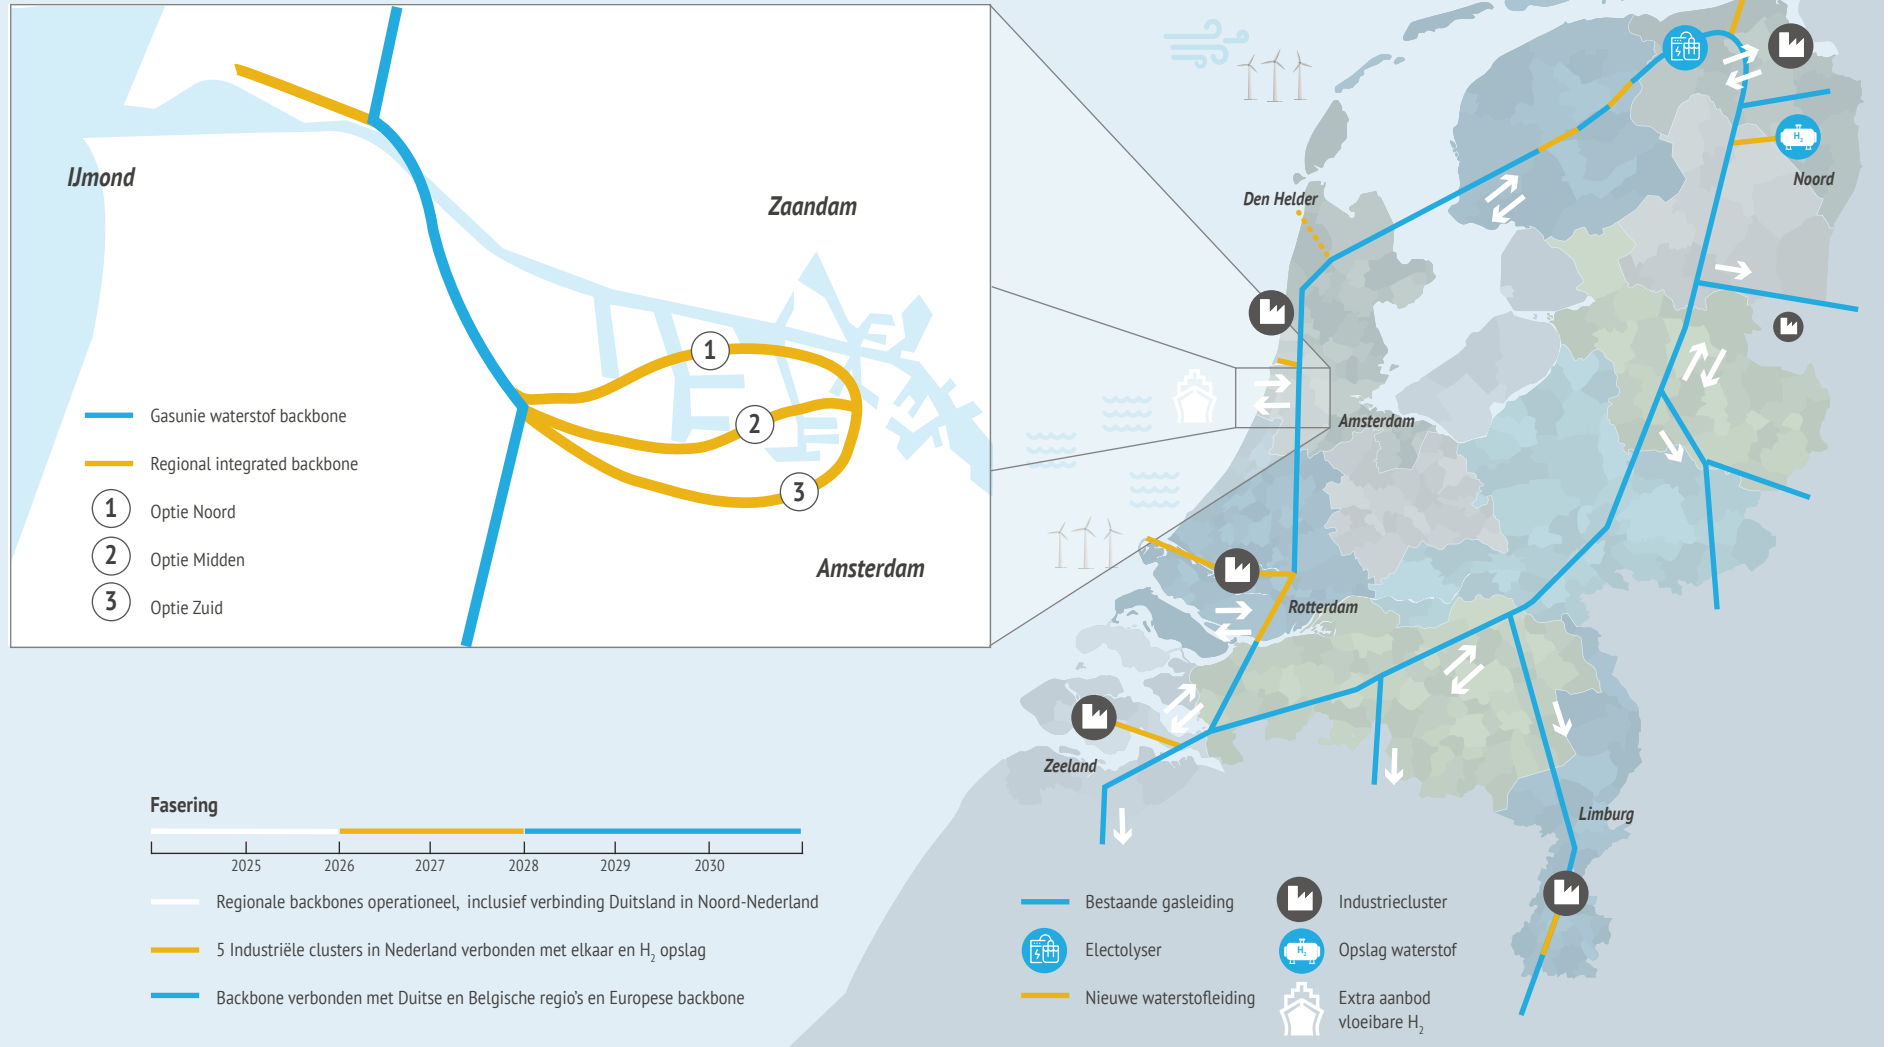 IJmond
Zaandam
1
2
3
Amsterdam
Gasunie waterstof backbone
Regional integrated backbone
1 Optie Noord
2 Optie Midden
3 Optie Zuid
Den Helder
Noord
H2
Amsterdam
Rotterdam
Zeeland
Limburg
Fasering
2025 2026 2027 2028 2029 2030
Regionale backbones operationeel, inclusief verbinding Duitsland in Noord-Nederland
5 Industriële clusters in Nederland verbonden met elkaar en H2 opslag
Backbone verbonden met Duitse en Belgische regio's en Europese backbone
Bestaande gasleiding
Electolyser
Nieuwe waterstofleiding
Industriecluster
H2 Opslag waterstof
Extra aanbod
vloeibare H2